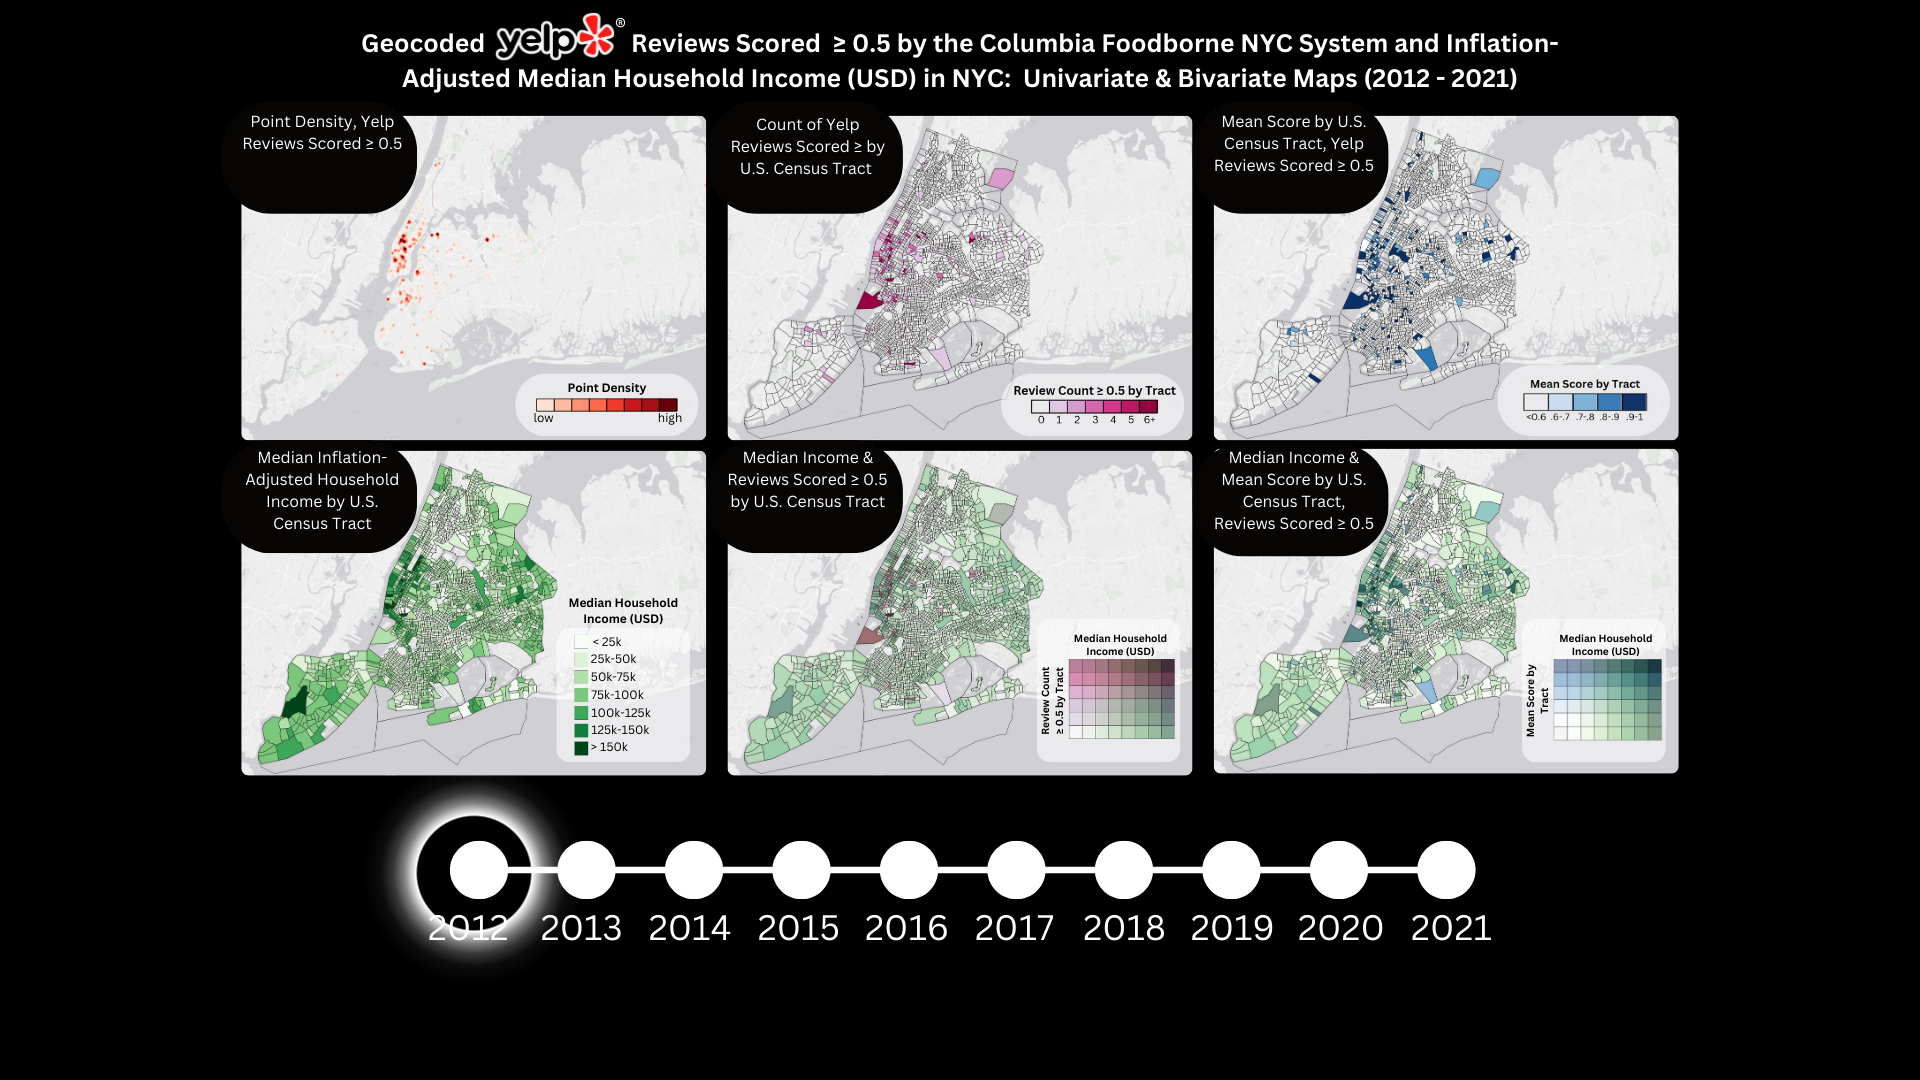 Geocoded yelp® Reviews Scored ≥ 0.5 by the Columbia Foodborne NYC System and Inflation-
Adjusted Median Household Income (USD) in NYC: Univariate & Bivariate Maps (2012 - 2021)
Point Density, Yelp
Reviews Scored ≥ 0.5
Point Density
low high
Count of Yelp
Reviews Scored ≥ by
U.S. Census Tract
Review Count ≥ 0.5 by Tract
0 1 2 3 4 5 6+
Mean Score by U.S.
Census Tract, Yelp
Reviews Scored ≥ 0.5
Mean Score by Tract
<0.6 .6-.7 .7-.8 .8-.9 .9-1
Median Inflation-
Adjusted Household
Income by U.S.
Census Tract
Median Household
Income (USD)
< 25k
25k-50k
50k-75k
75k-100k
100k-125k
125k-150k
> 150k
Median Income &
Reviews Scored ≥ 0.5
by U.S. Census Tract
Median Household
Income (USD)
Review Count
≥ 0.5 by Tract
Median Income &
Mean Score by U.S.
Census Tract,
Reviews Scored ≥ 0.5
Median Household
Income (USD)
Mean Score by
Tract
2012 2013 2014 2015 2016 2017 2018 2019 2020 2021